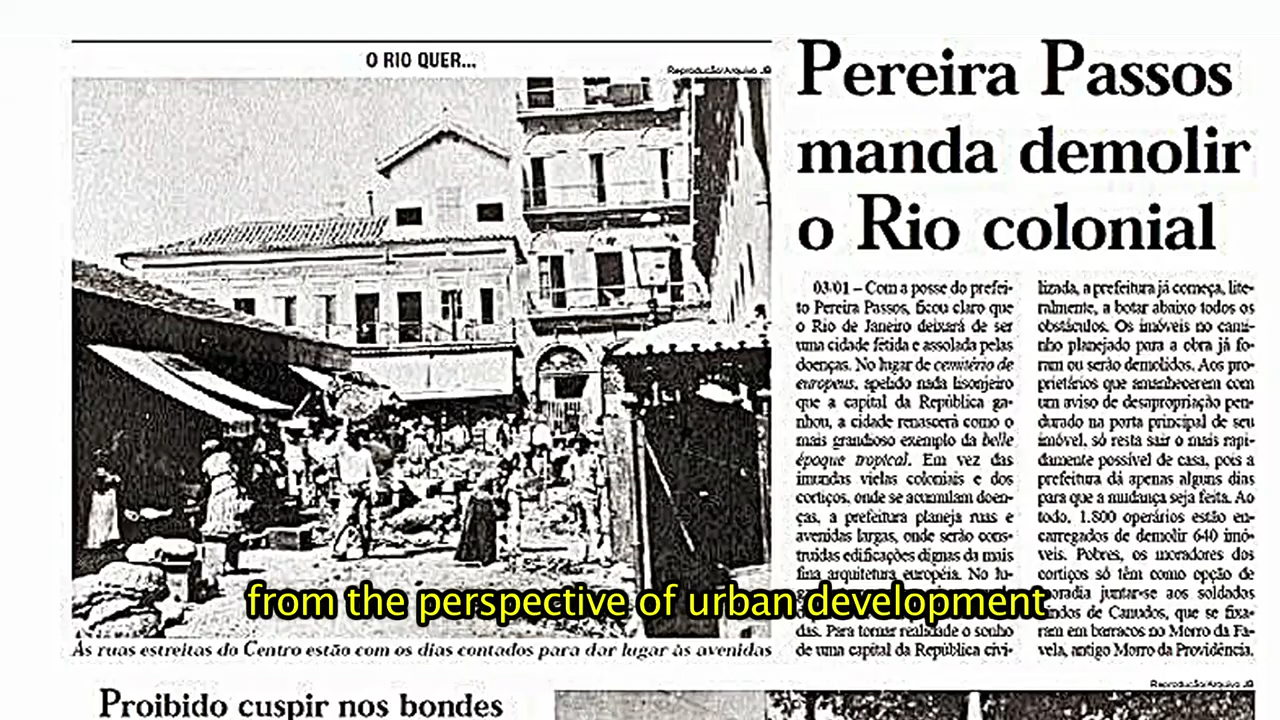 O RIO QUER...
Reprodução/Arquivo JB
Pereira Passos
manda demolir
o Rio colonial
03/01 – Com a posse do prefei-
to Pereira Passos, ficou claro que
o Rio de Janeiro deixará de ser
uma cidade fétida e assolada pelas
doenças. No lugar de cemitério de
europeus, apelido nada lisonjeiro
que a capital da República ga-
nhou, a cidade renascerá como o
mais grandioso exemplo da belle
époque tropical. Em vez das
imundas vielas coloniais e dos
cortiços, onde se acumulam doen-
ças, a prefeitura planeja ruas e
avenidas largas, onde serão cons-
truídas edificações dignas da mais
fina arquitetura européia. No lu-
das. Para tornar realidade o sonho
de uma capital da República civi-
lizada, a prefeitura já começa, lite-
ralmente, a botar abaixo todos os
obstáculos. Os imóveis no cami-
nho planejado para a obra já fo-
ram ou serão demolidos. Aos pro-
prietários que amanhecerem com
um aviso de desapropriação pen-
durado na porta principal de seu
imóvel, só resta sair o mais rapi-
damente possível de casa, pois a
prefeitura dá apenas alguns dias
para que a mudança seja feita. Ao
todo, 1.800 operários estão en-
carregados de demolir 640 imó-
veis. Pobres, os moradores dos
cortiços só têm como opção de
moradia juntar-se aos soldados
vindos de Canudos, que se fixa-
ram em barracos no Morro da Fa-
vela, antigo Morro da Providência.
from the perspective of urban development
As ruas estreitas do Centro estão com os dias contados para dar lugar às avenidas
Reprodução/Arquivo JB
Proibido cuspir nos bondes